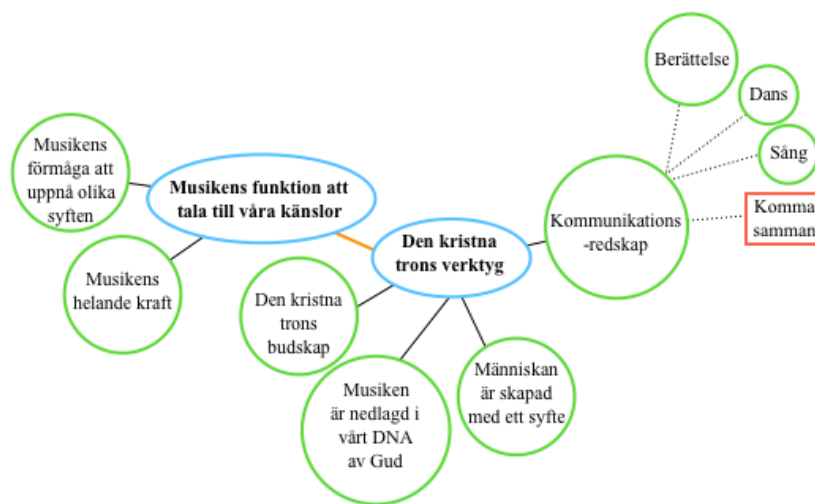 Berättelse
Dans
Sång
Musikens
förmåga att
uppnå olika
syften
Musikens funktion att
tala till våra känslor
Kommunikations
-redskap
Komma
samman
Den kristna
trons verktyg
Musikens
helande kraft
Den kristna
trons
budskap
Människan
är skapad
med ett syfte
Musiken
är nedlagd i
vårt DNA
av Gud